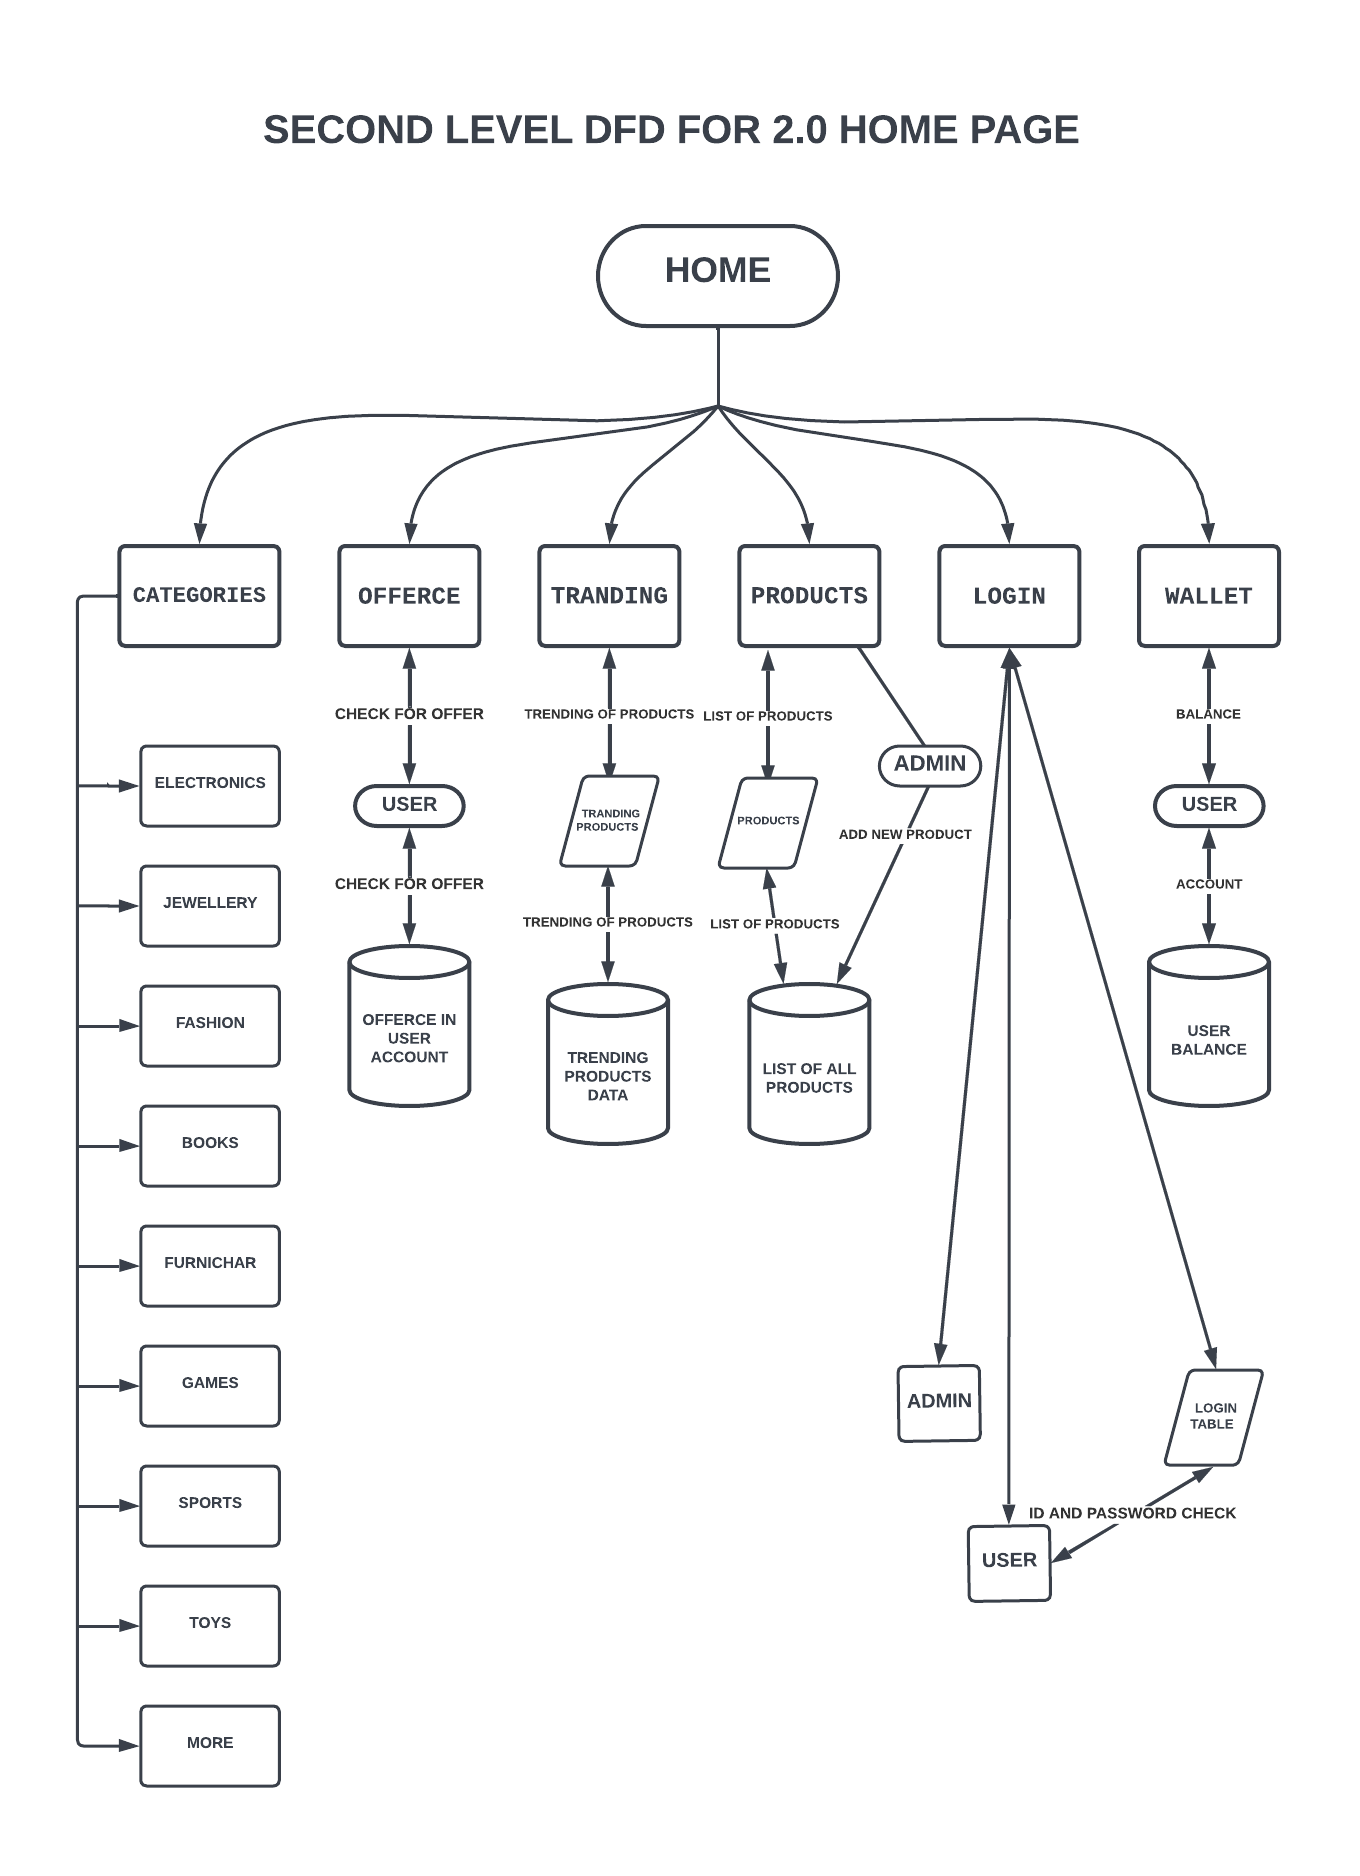 SECOND LEVEL DFD FOR 2.0 HOME PAGE
HOME
CATEGORIES
OFFERCE
TRANDING
PRODUCTS
LOGIN
WALLET
ELECTRONICS
JEWELLERY
FASHION
BOOKS
FURNICHAR
GAMES
SPORTS
TOYS
MORE
CHECK FOR OFFER
USER
CHECK FOR OFFER
OFFERCE IN
USER
ACCOUNT
TRENDING OF PRODUCTS
TRANDING
PRODUCTS
TRENDING OF PRODUCTS
TRENDING
PRODUCTS
DATA
LIST OF PRODUCTS
PRODUCTS
LIST OF PRODUCTS
LIST OF ALL
PRODUCTS
ADMIN
ADD NEW PRODUCT
ADMIN
USER
LOGIN
TABLE
ID AND PASSWORD CHECK
BALANCE
USER
ACCOUNT
USER
BALANCE